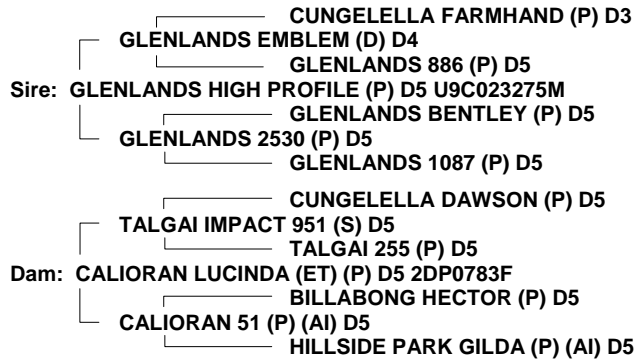 CUNGELELLA FARMHAND (P) D3
GLENLANDS EMBLEM (D) D4
GLENLANDS 886 (P) D5
Sire: GLENLANDS HIGH PROFILE (P) D5 U9C023275M
GLENLANDS BENTLEY (P) D5
GLENLANDS 2530 (P) D5
GLENLANDS 1087 (P) D5
CUNGELELLA DAWSON (P) D5
TALGAI IMPACT 951 (S) D5
TALGAI 255 (P) D5
Dam: CALIORAN LUCINDA (ET) (P) D5 2DP0783F
BILLABONG HECTOR (P) D5
CALIORAN 51 (P) (AI) D5
HILLSIDE PARK GILDA (P) (AI) D5